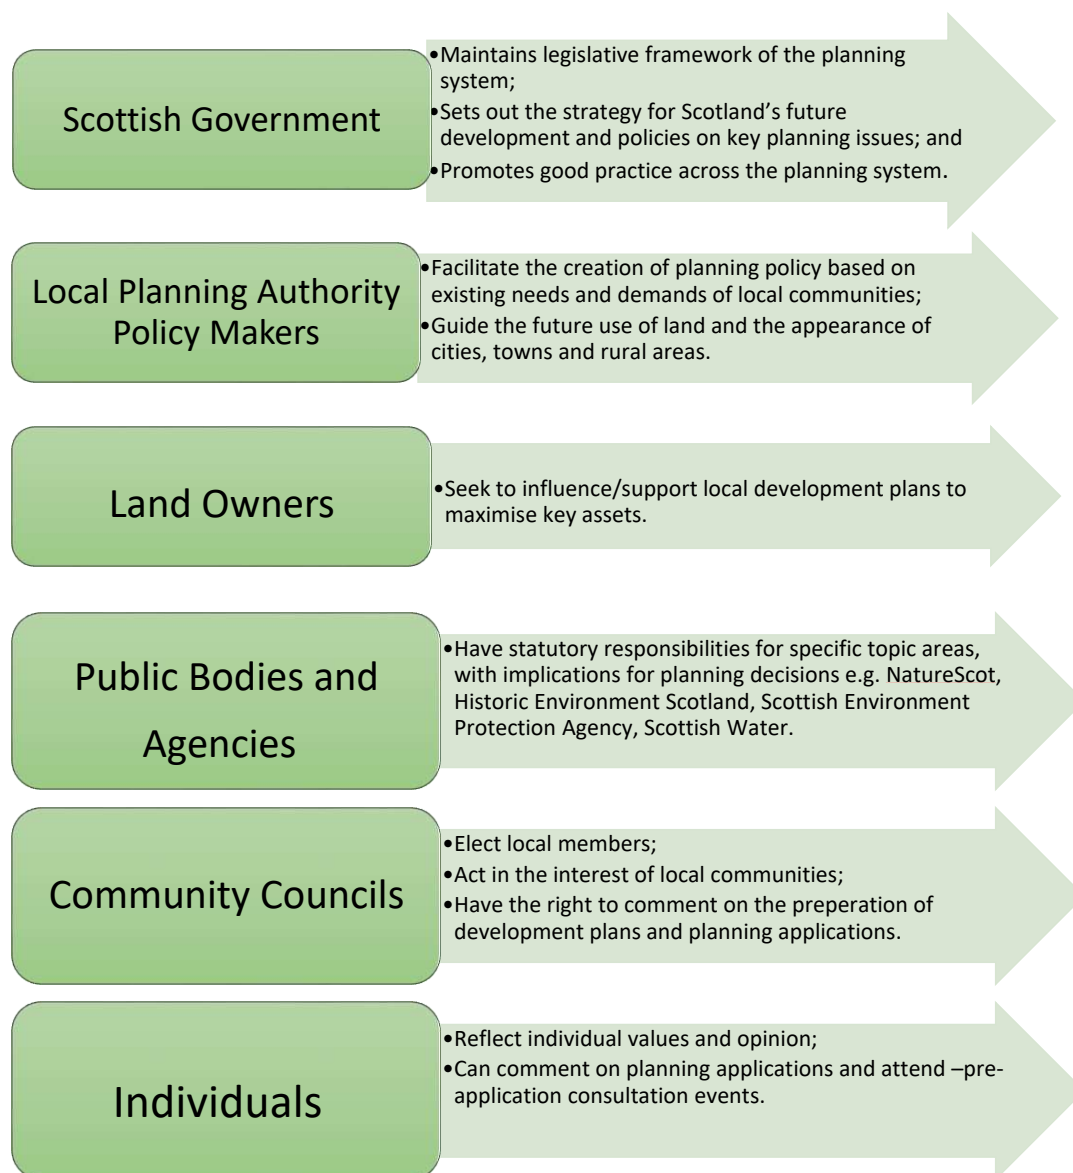 Scottish Government
•Maintains legislative framework of the planning
system;
•Sets out the strategy for Scotland’s future
development and policies on key planning issues; and
•Promotes good practice across the planning system.
Local Planning Authority
Policy Makers
•Facilitate the creation of planning policy based on
existing needs and demands of local communities;
•Guide the future use of land and the appearance of
cities, towns and rural areas.
Land Owners
•Seek to influence/support local development plans to
maximise key assets.
Public Bodies and
Agencies
•Have statutory responsibilities for specific topic areas,
with implications for planning decisions e.g. NatureScot,
Historic Environment Scotland, Scottish Environment
Protection Agency, Scottish Water.
Community Councils
•Elect local members;
•Act in the interest of local communities;
•Have the right to comment on the preperation of
development plans and planning applications.
Individuals
•Reflect individual values and opinion;
•Can comment on planning applications and attend –pre-
application consultation events.